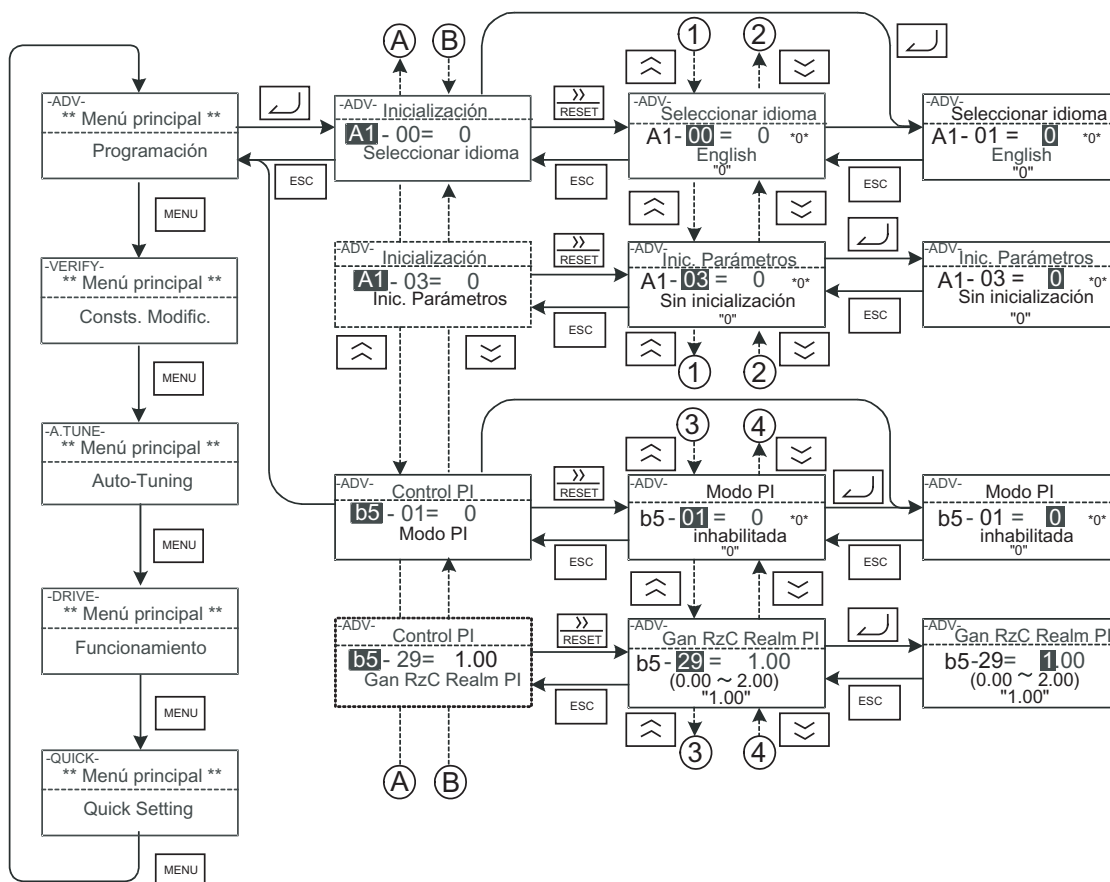 -ADV-
** Menú principal **
Programación
MENU
-VERIFY-
** Menú principal **
Consts. Modific.
MENU
-A.TUNE-
** Menú principal **
Auto-Tuning
MENU
-DRIVE-
** Menú principal **
Funcionamiento
MENU
-QUICK-
** Menú principal **
Quick Setting
MENU
A
B
-ADV-
Inicialización
A1 - 00= 0
Seleccionar idioma
ESC
RESET
ESC
1
2
-ADV-
Seleccionar idioma
A1- 00 = 0 *0*
English
"0"
ESC
-ADV-
Seleccionar idioma
A1- 01 = 0 *0*
English
"0"
-ADV-
Inicialización
A1 - 03= 0
Inic. Parámetros
RESET
ESC
-ADV-
Inic. Parámetros
A1- 03 = 0 *0*
Sin inicialización
"0"
ESC
-ADV-
Inic. Parámetros
A1- 03 = 0 *0*
Sin inicialización
"0"
1
2
3
4
-ADV-
Control PI
b5 - 01= 0
Modo PI
RESET
ESC
-ADV-
Modo PI
b5 - 01 = 0 *0*
inhabilitada
"0"
ESC
-ADV-
Modo PI
b5 - 01 = 0 *0*
inhabilitada
"0"
-ADV-
Control PI
b5 - 29= 1.00
Gan RzC Realm PI
RESET
ESC
-ADV-
Gan RzC Realm PI
b5 - 29 = 1.00
(0.00 ~ 2.00)
"1.00"
ESC
-ADV-
Gan RzC Realm PI
b5-29= 1.00
(0.00 ~ 2.00)
"1.00"
A
B
3
4